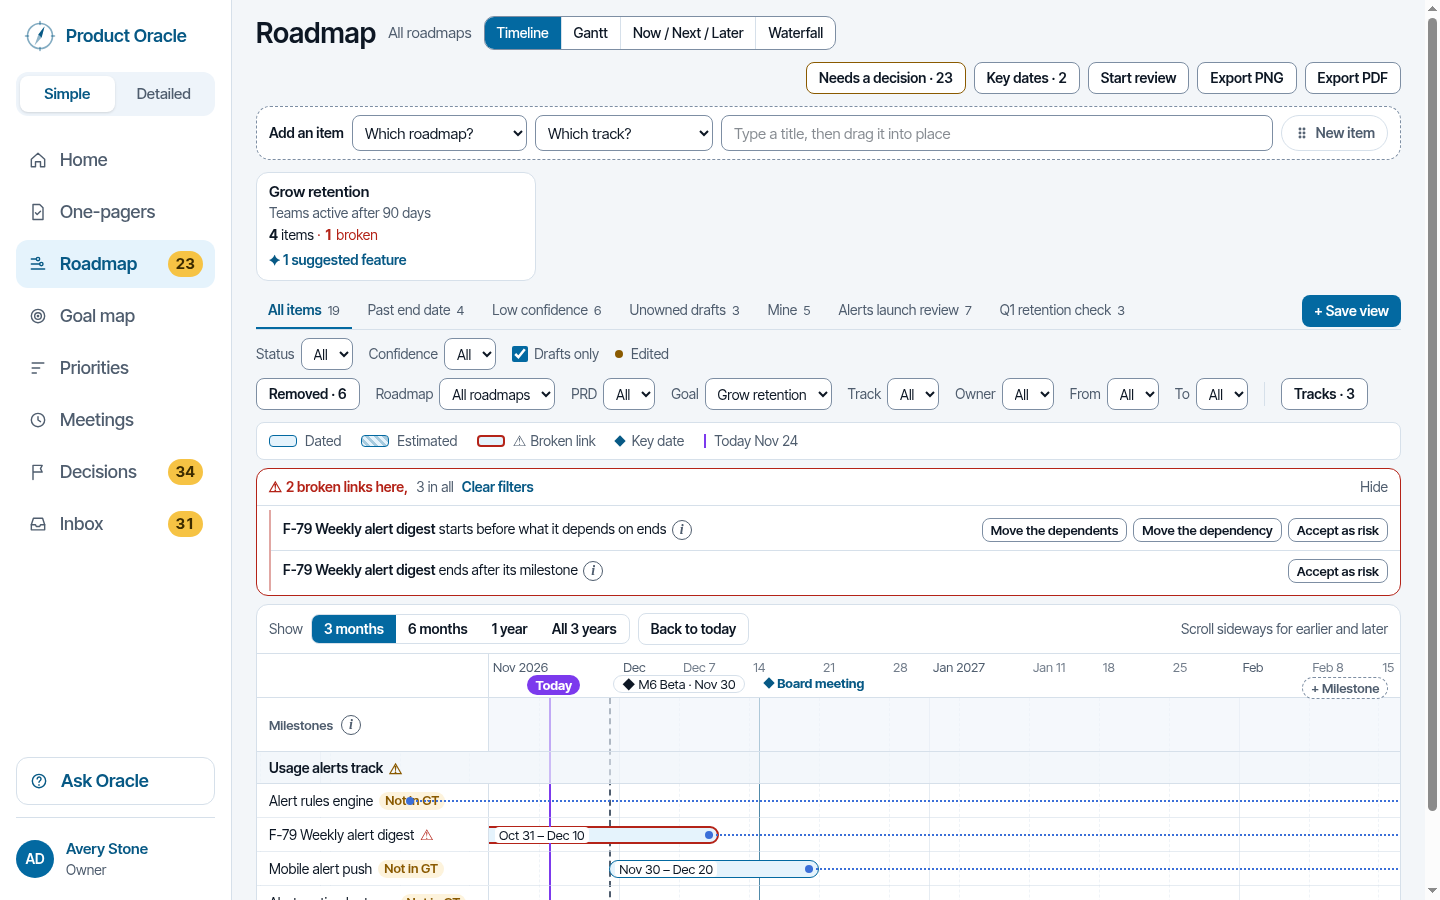 Product Oracle
Simple Detailed
Home
One-pagers
Roadmap 23
Goal map
Priorities
Meetings
Decisions 34
Inbox 31
Ask Oracle
AD Avery Stone
Owner
Roadmap All roadmaps Timeline Gantt Now / Next / Later Waterfall
Needs a decision · 23 Key dates · 2 Start review Export PNG Export PDF
Add an item Which roadmap? Which track? Type a title, then drag it into place New item
Grow retention
Teams active after 90 days
4 items · 1 broken
1 suggested feature
All items 19 Past end date 4 Low confidence 6 Unowned drafts 3 Mine 5 Alerts launch review 7 Q1 retention check 3 + Save view
Status All Confidence All Drafts only Edited
Removed · 6 Roadmap All roadmaps PRD All Goal Grow retention Track All Owner All From All To All Tracks · 3
Dated Estimated ⚠ Broken link Key date Today Nov 24
⚠ 2 broken links here, 3 in all Clear filters Hide
F-79 Weekly alert digest starts before what it depends on ends i Move the dependents Move the dependency Accept as risk
F-79 Weekly alert digest ends after its milestone i Accept as risk
Show 3 months 6 months 1 year All 3 years Back to today Scroll sideways for earlier and later
Nov 2026 Dec Dec 7 14 21 28 Jan 2027 Jan 11 18 25 Feb Feb 8 15
Today M6 Beta · Nov 30 Board meeting + Milestone
Milestones i
Usage alerts track ⚠
Alert rules engine Not in GT
F-79 Weekly alert digest ⚠ Oct 31 – Dec 10
Mobile alert push Not in GT Nov 30 – Dec 20